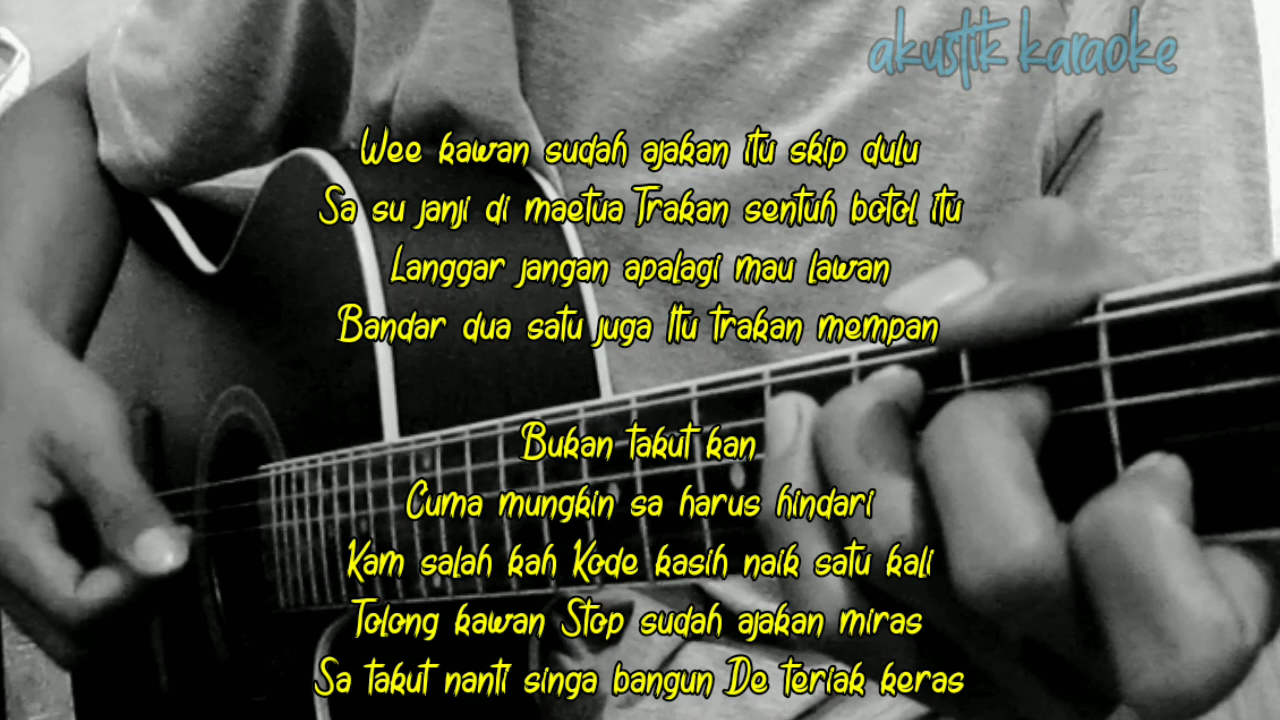 akustik karaoke
Wee kawan sudah ajakan itu skip dulu
Sa su janji di maetua Trakan sentuh botol itu
Langgar jangan apalagi mau lawan
Bandar dua satu juga Itu trakan mempan
Bukan takut kan
Cuma mungkin sa harus hindari
Kam salah kah Kode kasih naik satu kali
Tolong kawan Stop sudah ajakan miras
Sa takut nanti singa bangun De teriak keras